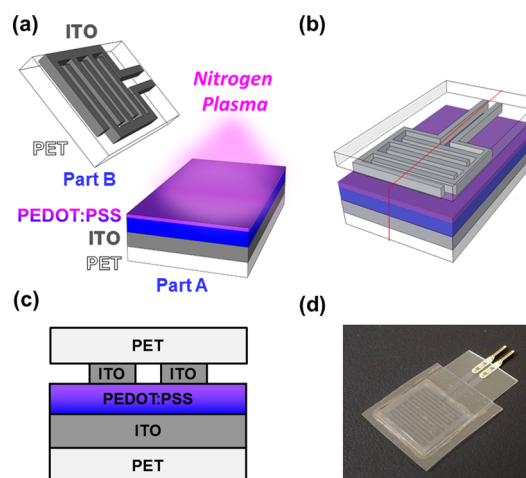 (a)
ITO
PET
Part B
Nitrogen
Plasma
PEDOT:PSS
ITO
PET
Part A
(b)
(c)
PET
ITO ITO
PEDOT:PSS
ITO
PET
(d)